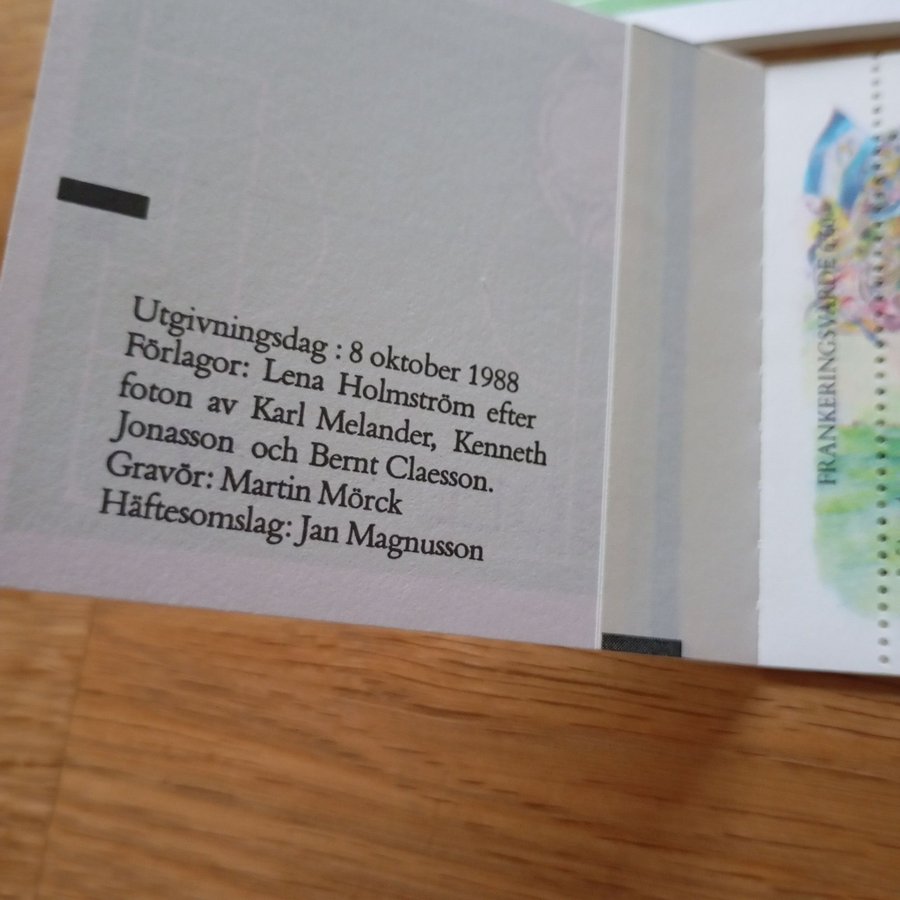 Utgivningsdag : 8 oktober 1988
Förlagor: Lena Holmström efter
foton av Karl Melander, Kenneth
Jonasson och Bernt Claesson.
Gravör: Martin Mörck
Häftesomslag: Jan Magnusson
FRANKERINGSVÄRDE